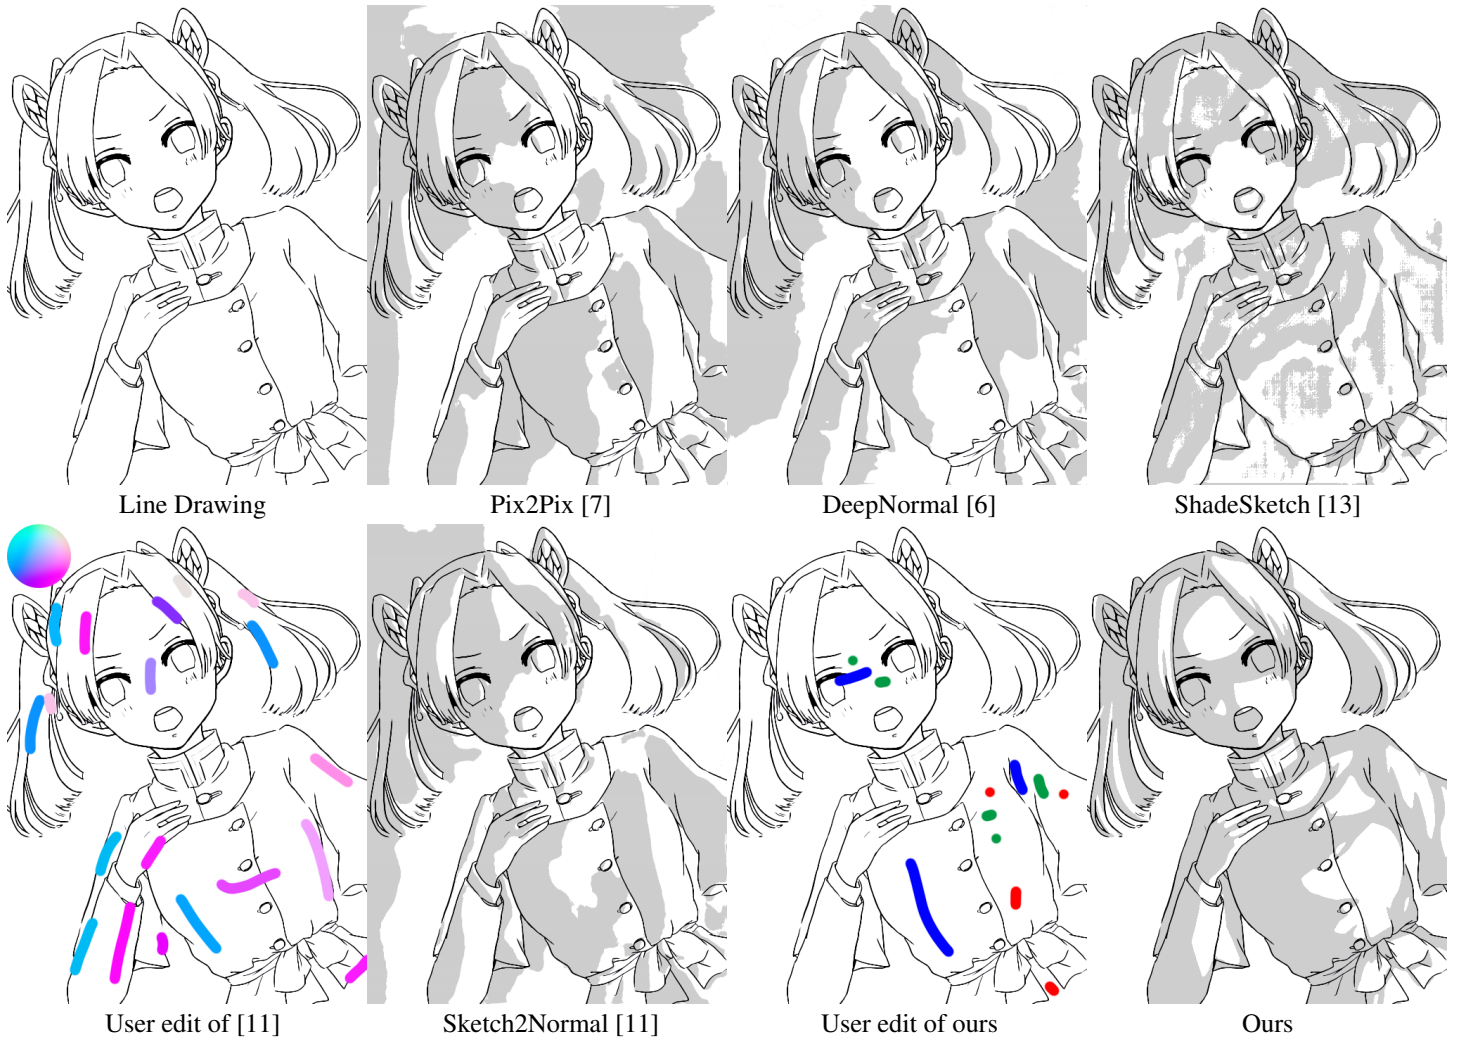 Line Drawing
Pix2Pix [7]
DeepNormal [6]
ShadeSketch [13]
User edit of [11]
Sketch2Normal [11]
User edit of ours
Ours